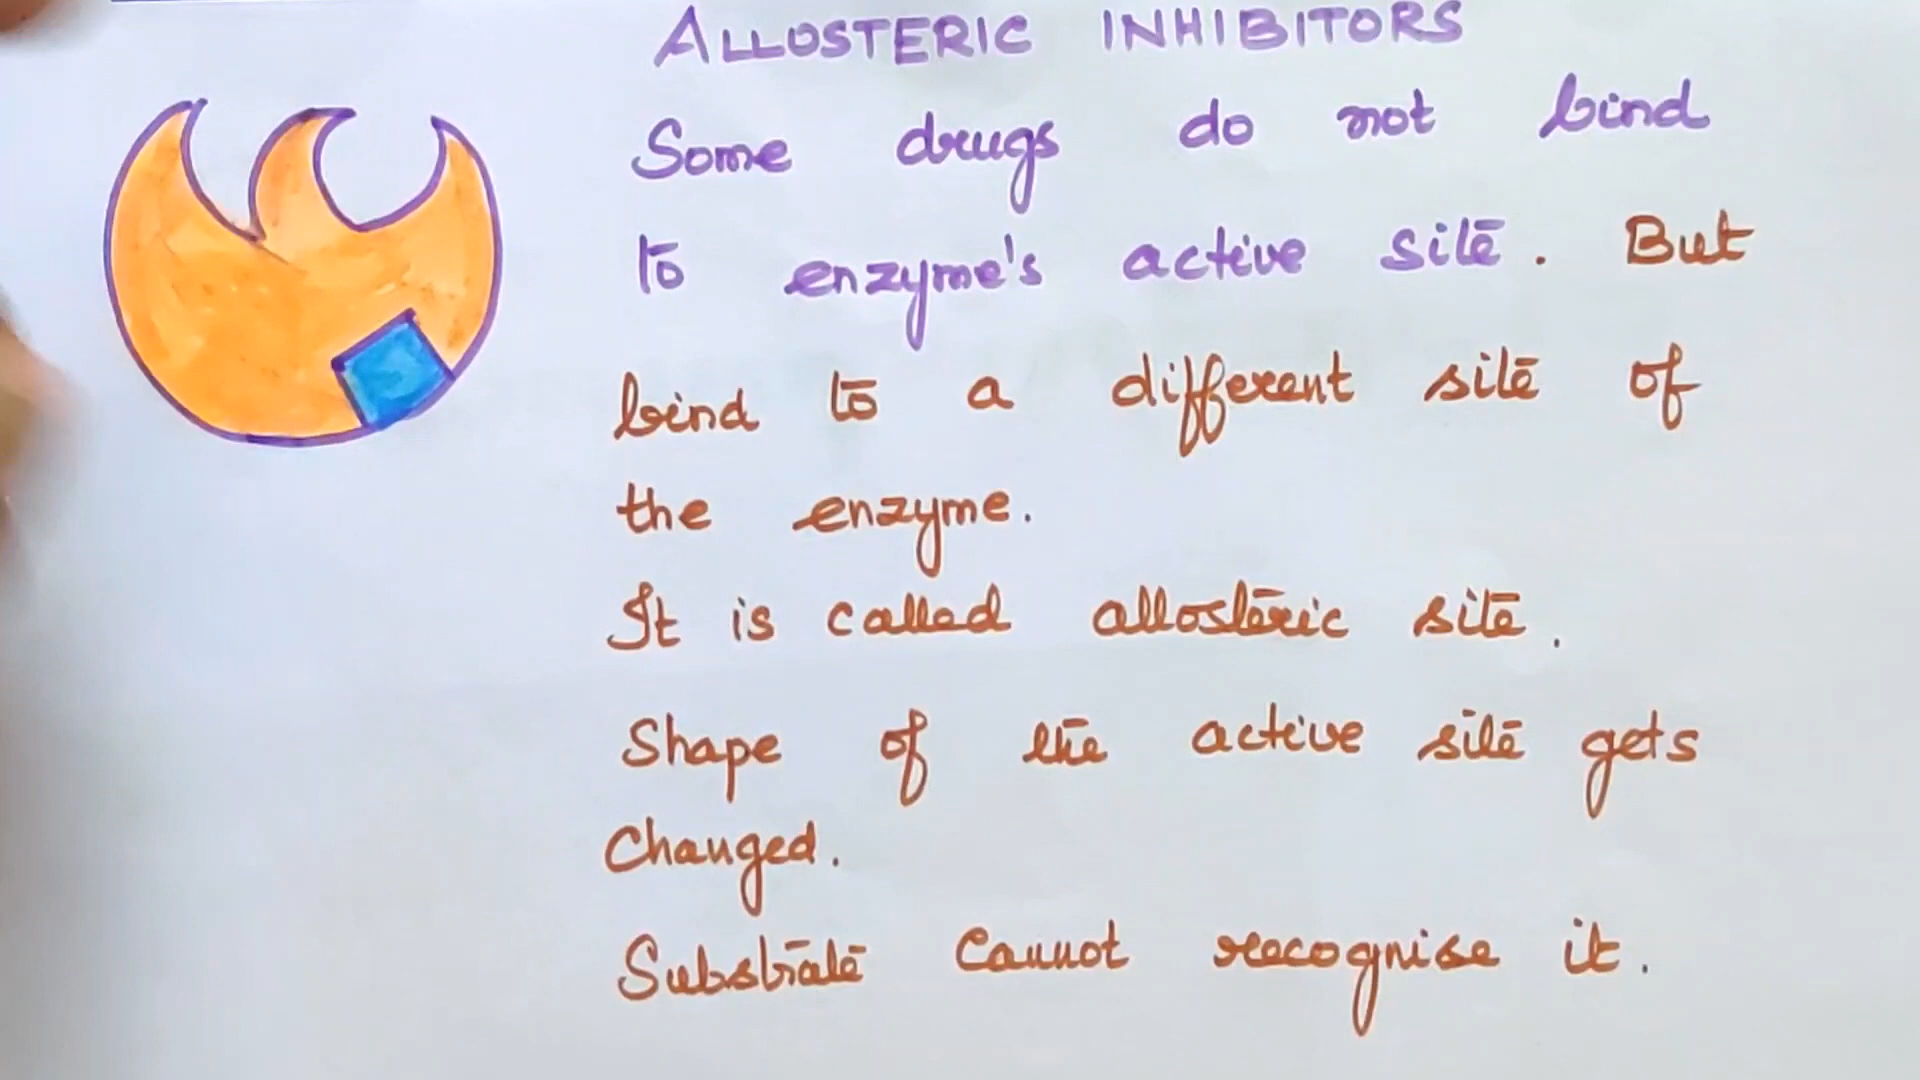 ALLOSTERIC INHIBITORS
Some drugs do not bind
to enzyme's active site. But
bind to a different site of
the enzyme.
It is called allosteric site.
Shape of the active site gets
Changed.
Substrate Cannot recognise it.